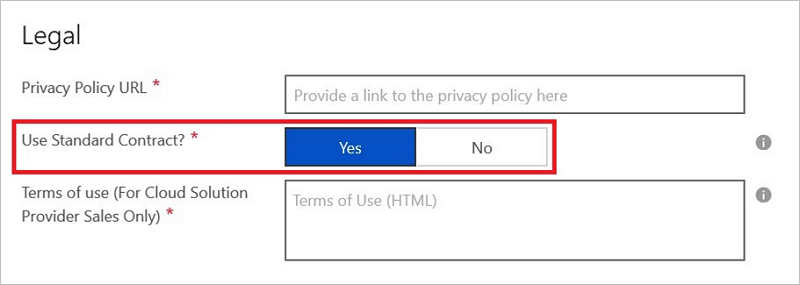 Legal
Privacy Policy URL *
Provide a link to the privacy policy here
Use Standard Contract? *
Yes
No
Terms of use (For Cloud Solution
Provider Sales Only) *
Terms of Use (HTML)